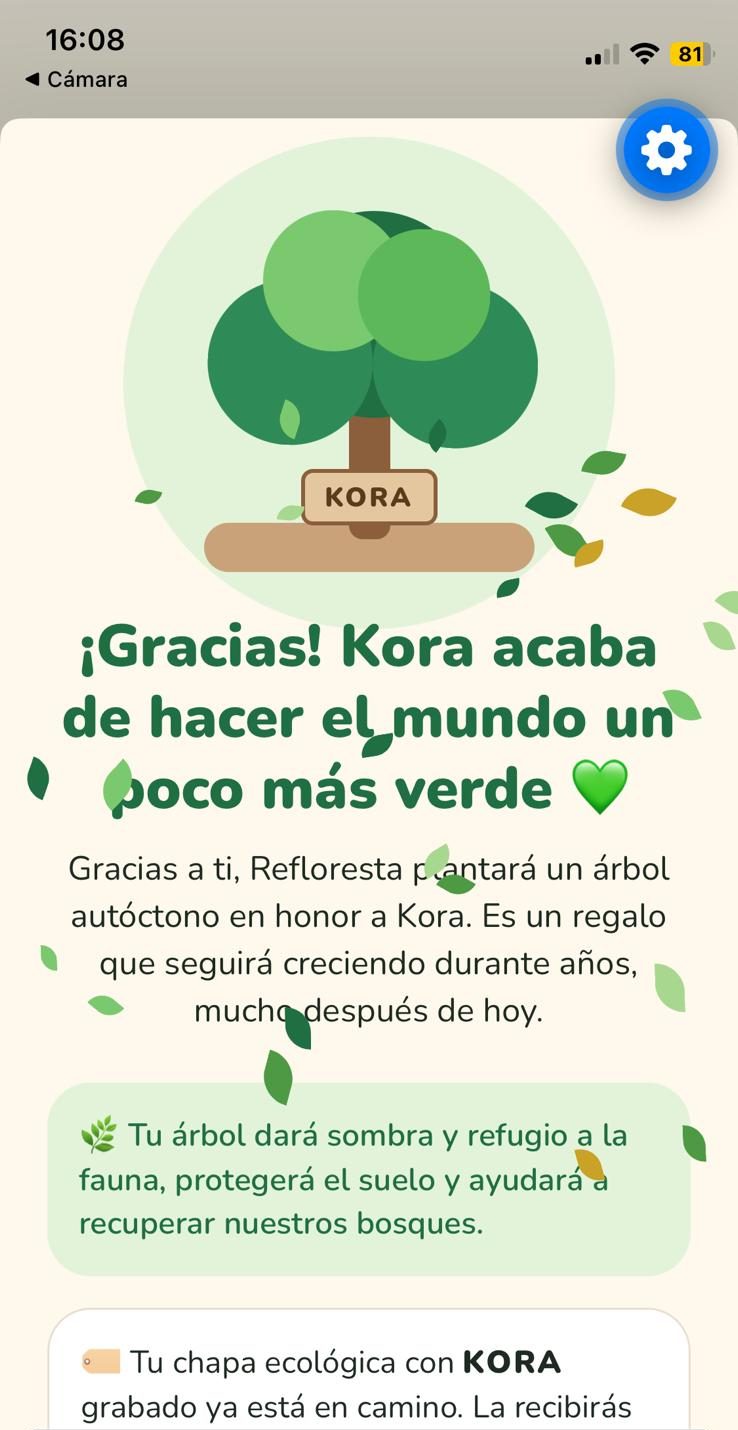 16:08
81
◀ Cámara
KORA
¡Gracias! Kora acaba
de hacer el mundo un
poco más verde 💚
Gracias a ti, Refloresta plantará un árbol
autóctono en honor a Kora. Es un regalo
que seguirá creciendo durante años,
mucho después de hoy.
🌿 Tu árbol dará sombra y refugio a la
fauna, protegerá el suelo y ayudará a
recuperar nuestros bosques.
🏷️ Tu chapa ecológica con KORA
grabado ya está en camino. La recibirás